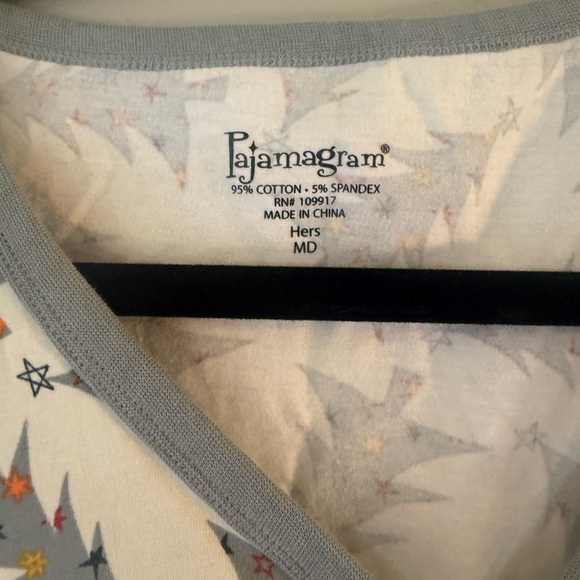 Pajamagram®
95% COTTON • 5% SPANDEX
RN# 109917
MADE IN CHINA
Hers
MD